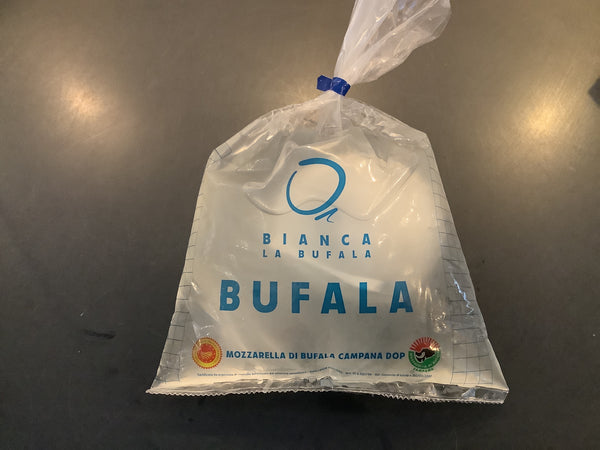 BIANCA
LA BUFALA
BUFALA
MOZZARELLA DI BUFALA CAMPANA DOP